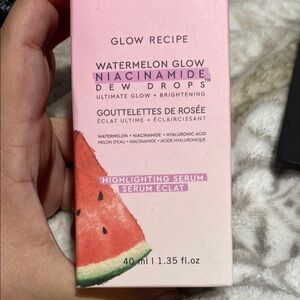 GLOW RECIPE
WATERMELON GLOW
NIACINAMIDE
DEW DROPS™
ULTIMATE GLOW + BRIGHTENING
GOUTTELETTES DE ROSÉE
ÉCLAT ULTIME + ÉCLAIRCISSANT
WATERMELON • NIACINAMIDE • HYALURONIC ACID
MELON D'EAU • NIACINAMIDE • ACIDE HYALURONIQUE
HIGHLIGHTING SERUM
SÉRUM ÉCLAT
40 ml | 1.35 fl.oz